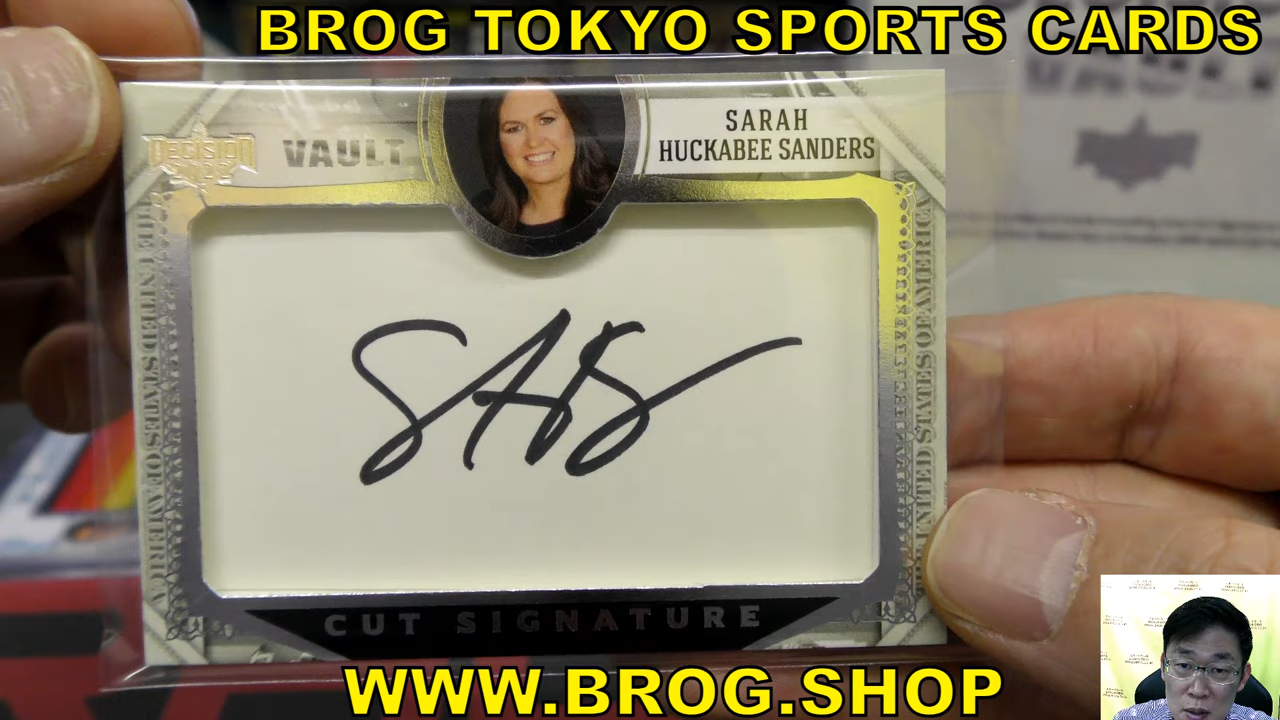 BROG TOKYO SPORTS CARDS
DECISION
VAULT
SARAH
HUCKABEE SANDERS
THE UNITED STATES OF AMERICA
THE UNITED STATES OF AMERICA
CUT SIGNATURE
WWW.BROG.SHOP